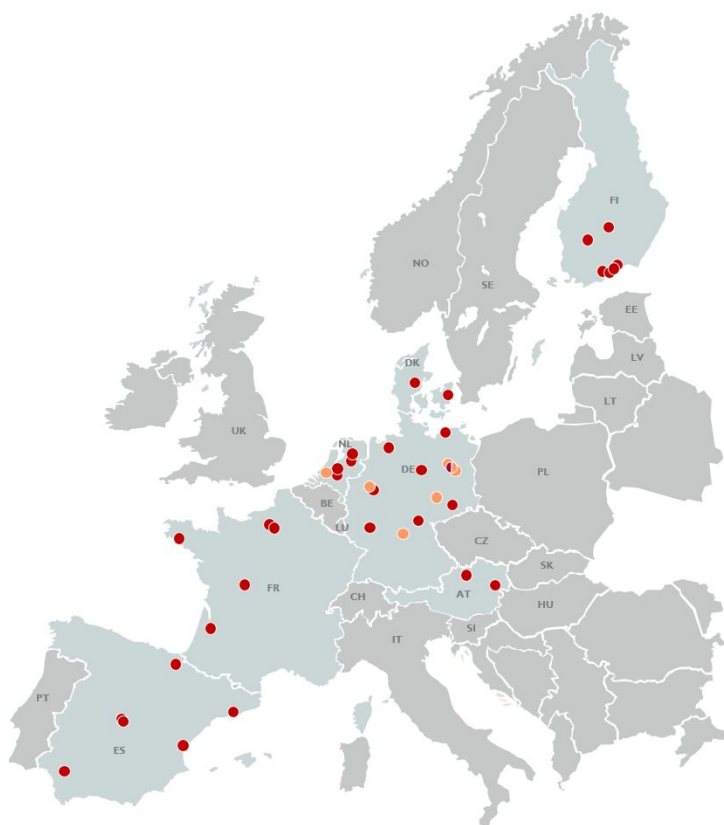 FI
NO
SE
EE
LV
DK
LT
UK
NL
DE
PL
BE
LU
CZ
SK
FR
CH
AT
HU
SI
IT
PT
ES